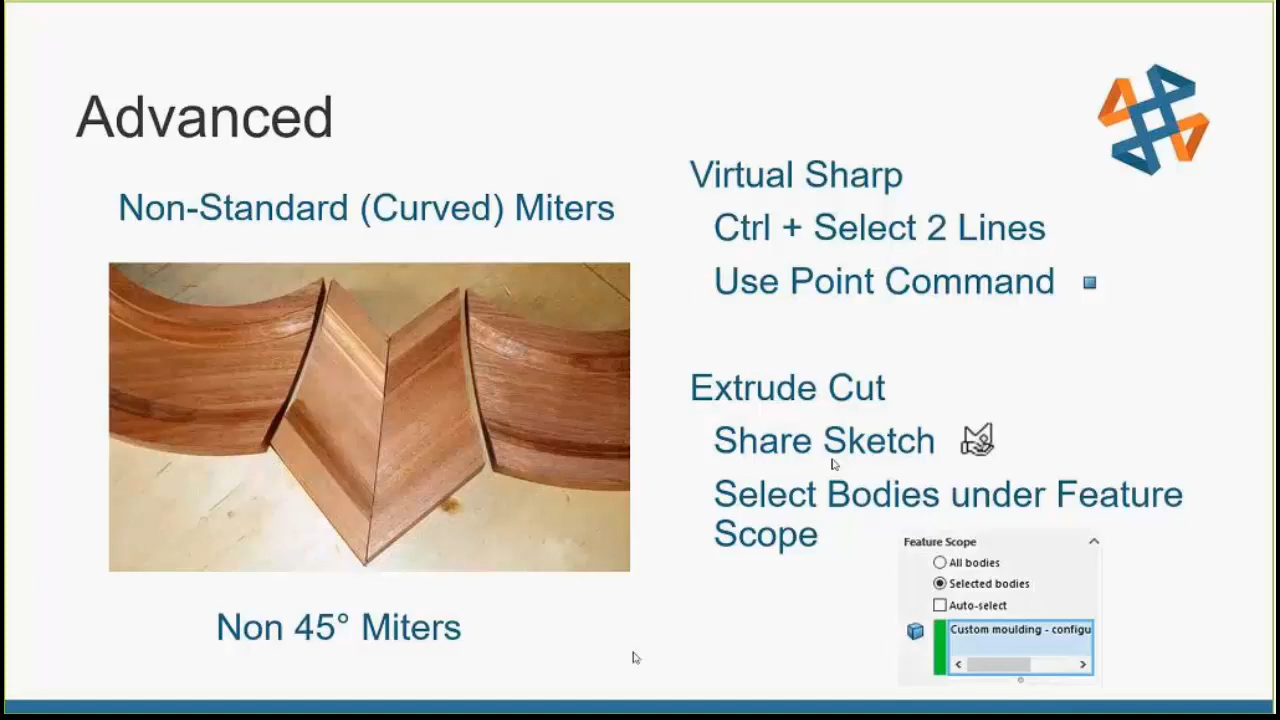 Advanced
Non-Standard (Curved) Miters
Non 45° Miters
Virtual Sharp
Ctrl + Select 2 Lines
Use Point Command
Extrude Cut
Share Sketch
Select Bodies under Feature
Scope
Feature Scope
All bodies
Selected bodies
Auto-select
Custom moulding - configu